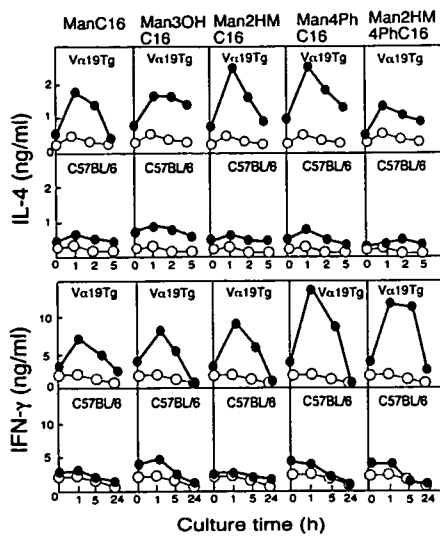 ManC16 Man3OH C16 Man2HM C16 Man4Ph C16 Man2HM 4PhC16
IL-4 (ng/ml)
Vα19Tg Vα19Tg Vα19Tg Vα19Tg Vα19Tg
2
1
0
C57BL/6 C57BL/6 C57BL/6 C57BL/6 C57BL/6
2
1
0 1 2 5 0 1 2 5 0 1 2 5 0 1 2 5 0 1 2 5
IFN-γ (ng/ml)
Vα19Tg Vα19Tg Vα19Tg Vα19Tg Vα19Tg
10
5
0
C57BL/6 C57BL/6 C57BL/6 C57BL/6 C57BL/6
10
5
0
0 1 5 24 0 1 5 24 0 1 5 24 0 1 5 24 0 1 5 24
Culture time (h)